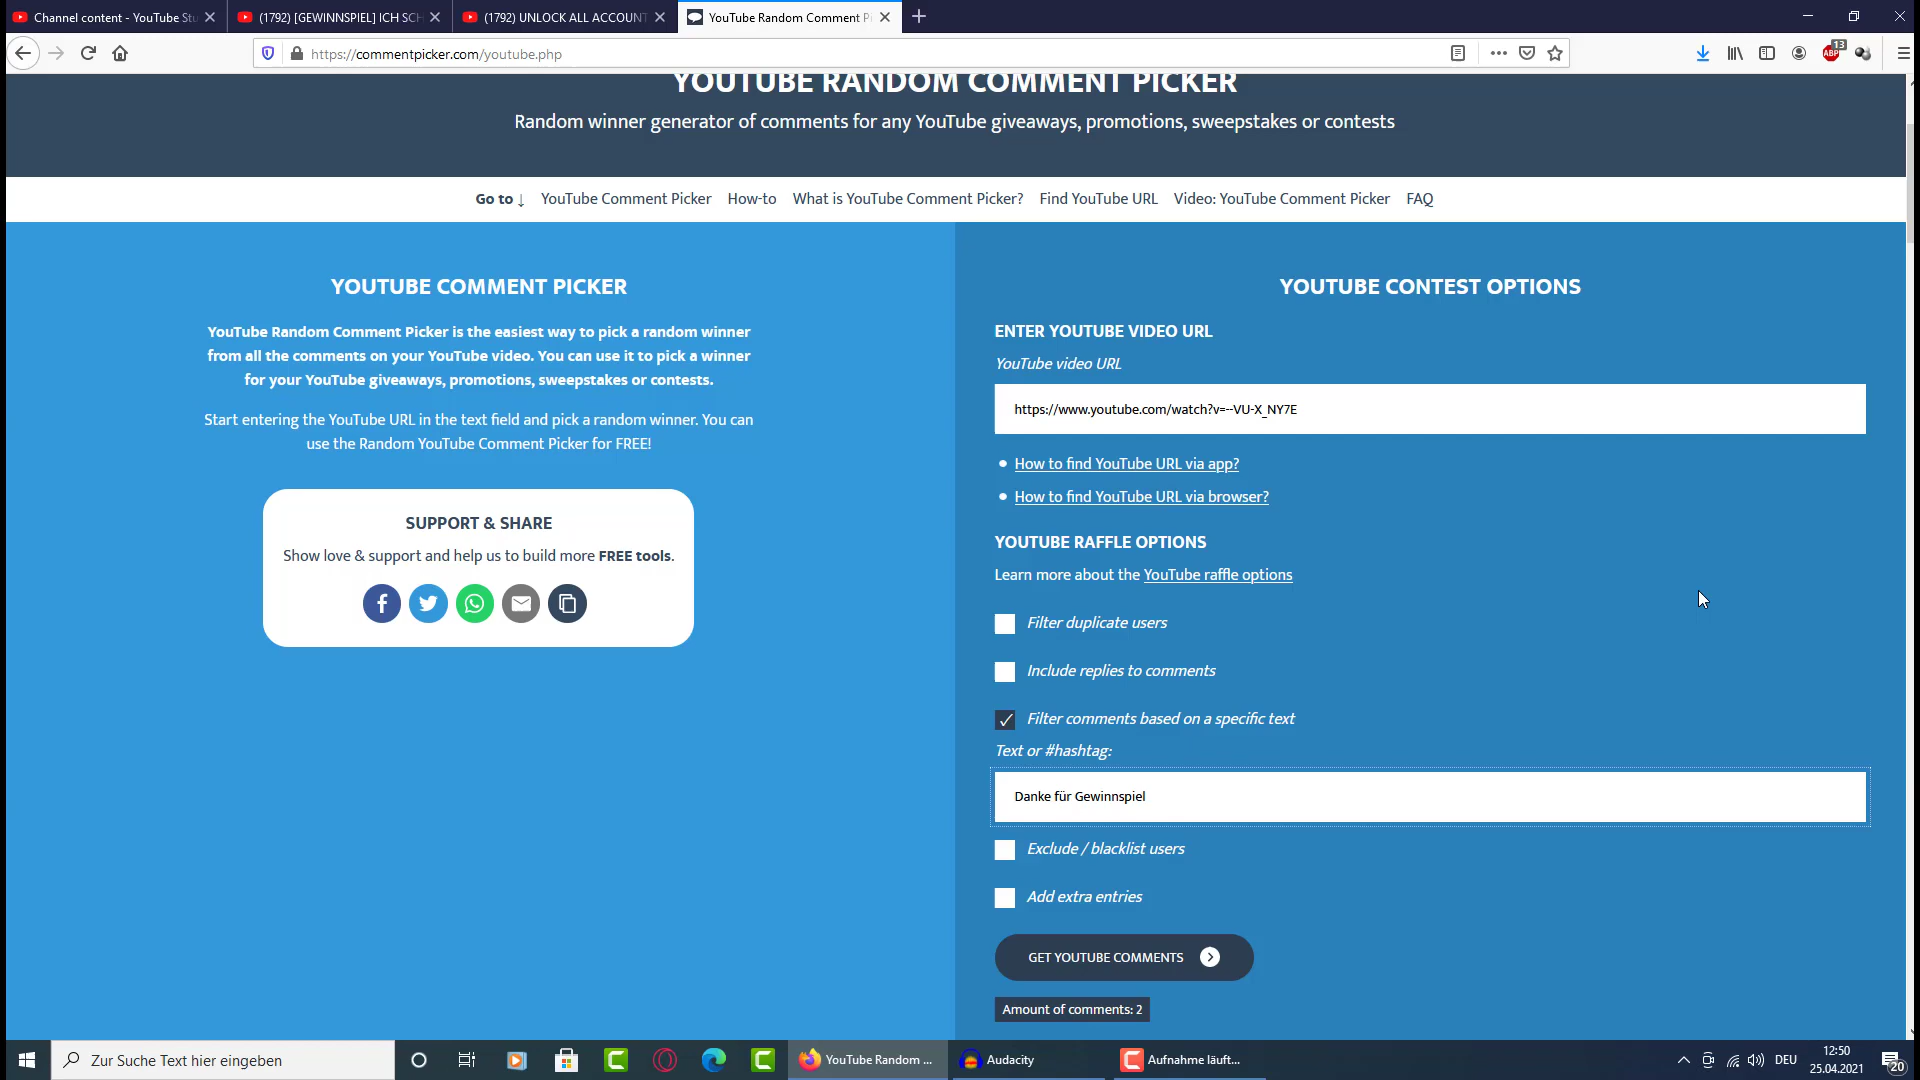 Channel content - YouTube Stu
(1792) [GEWINNSPIEL] ICH SCH
(1792) UNLOCK ALL ACCOUNT
YouTube Random Comment P
https://commentpicker.com/youtube.php
13
ABP
YOUTUBE RANDOM COMMENT PICKER
Random winner generator of comments for any YouTube giveaways, promotions, sweepstakes or contests
Go to ↓ YouTube Comment Picker How-to What is YouTube Comment Picker? Find YouTube URL Video: YouTube Comment Picker FAQ
YOUTUBE COMMENT PICKER
YouTube Random Comment Picker is the easiest way to pick a random winner
from all the comments on your YouTube video. You can use it to pick a winner
for your YouTube giveaways, promotions, sweepstakes or contests.
Start entering the YouTube URL in the text field and pick a random winner. You can
use the Random YouTube Comment Picker for FREE!
SUPPORT & SHARE
Show love & support and help us to build more FREE tools.
YOUTUBE CONTEST OPTIONS
ENTER YOUTUBE VIDEO URL
YouTube video URL
https://www.youtube.com/watch?v=--VU-X_NY7E
How to find YouTube URL via app?
How to find YouTube URL via browser?
YOUTUBE RAFFLE OPTIONS
Learn more about the YouTube raffle options
Filter duplicate users
Include replies to comments
Filter comments based on a specific text
Text or #hashtag:
Danke für Gewinnspiel
Exclude / blacklist users
Add extra entries
GET YOUTUBE COMMENTS
Amount of comments: 2
Zur Suche Text hier eingeben
YouTube Random ...
Audacity
Aufnahme läuft...
DEU
12:50
25.04.2021
20